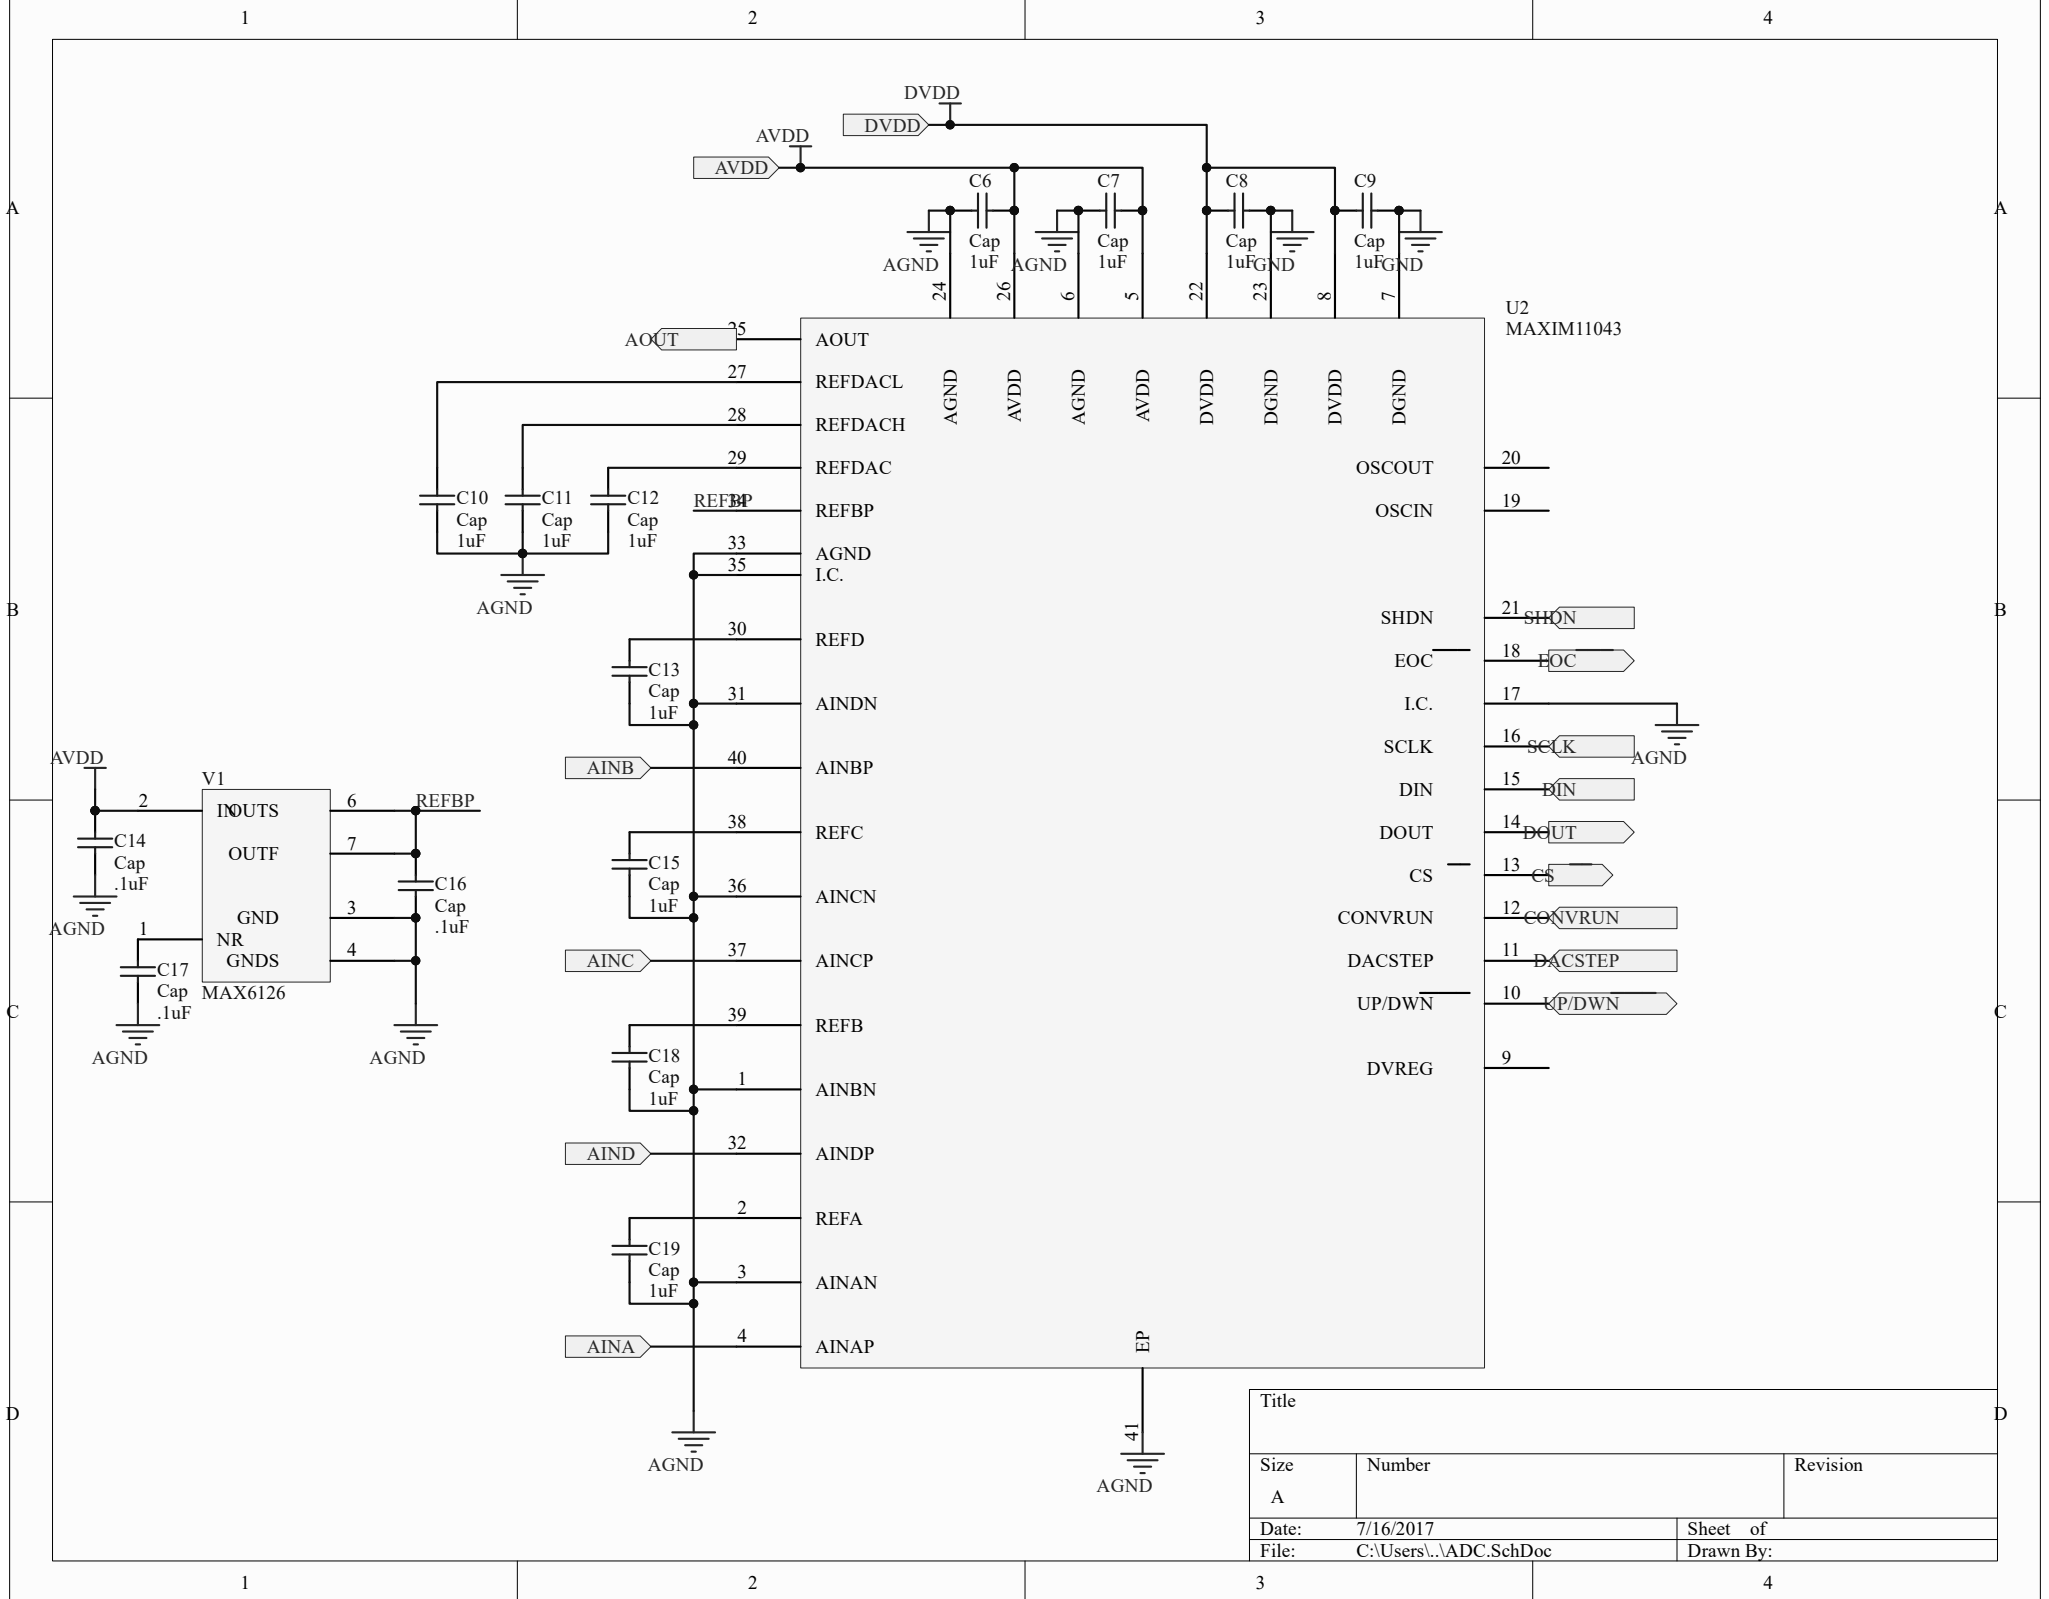 1 2 3 4
A A
B B
C C
D D
1 2 3 4
DVDD
DVDD
AVDD
AVDD
C6 C7 C8 C9
Cap Cap Cap Cap
1uF 1uF 1uF 1uF
AGND AGND GND GND
24 26 6 5 22 23 8 7
U2
MAXIM11043
AGND AVDD AGND AVDD DVDD DGND DVDD DGND
AOUT 25 AOUT
27 REFDACL
28 REFDACH
29 REFDAC
REFBP 34 REFBP
33 AGND
35 I.C.
C10 C11 C12
Cap Cap Cap
1uF 1uF 1uF
AGND
30 REFD
C13
Cap
1uF
31 AINDN
AINB 40 AINBP
38 REFC
C15
Cap
1uF
36 AINCN
AINC 37 AINCP
39 REFB
C18
Cap
1uF
1 AINBN
AIND 32 AINDP
2 REFA
C19
Cap
1uF
3 AINAN
AINA 4 AINAP
AGND
EP
41
AGND
OSCOUT 20
OSCIN 19
SHDN 21 SHDN
EOC 18 EOC
I.C. 17
AGND
SCLK 16 SCLK
DIN 15 DIN
DOUT 14 DOUT
CS 13 CS
CONVRUN 12 CONVRUN
DACSTEP 11 DACSTEP
UP/DWN 10 UP/DWN
DVREG 9
AVDD
V1
2 IN OUTS 6 REFBP
OUTF 7
GND 3
1 NR
GNDS 4
MAX6126
C14
Cap
.1uF
AGND
C16
Cap
.1uF
C17
Cap
.1uF
AGND
AGND
Title
Size Number Revision
A
Date: 7/16/2017 Sheet of
File: C:\Users\..\ADC.SchDoc Drawn By: